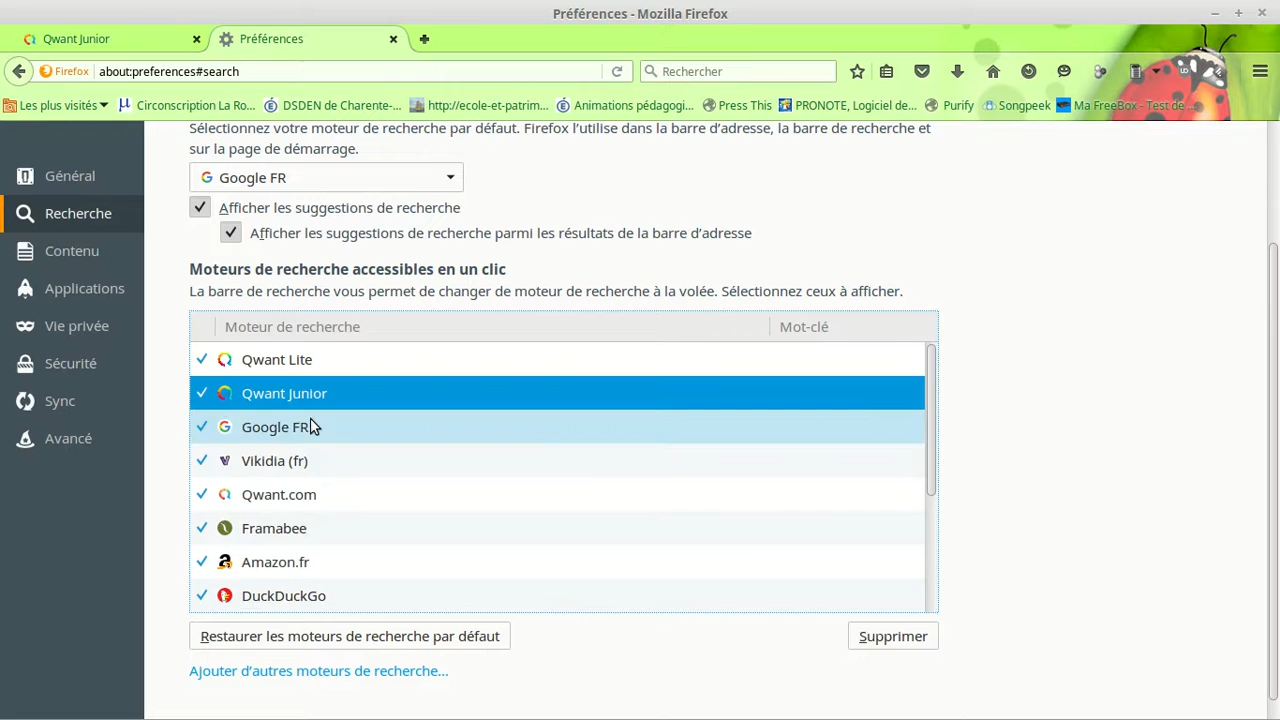 Préférences - Mozilla Firefox
Qwant Junior
Préférences
Firefox
about:preferences#search
Rechercher
Les plus visités
Circonscription La Ro...
DSDEN de Charente-...
http://ecole-et-patrim...
Animations pédagogi...
Press This
PRONOTE, Logiciel de...
Purify
Songpeek
Ma FreeBox - Test de ...
Sélectionnez votre moteur de recherche par défaut. Firefox l'utilise dans la barre d'adresse, la barre de recherche et
sur la page de démarrage.
Général
Recherche
Contenu
Applications
Vie privée
Sécurité
Sync
Avancé
Google FR
Afficher les suggestions de recherche
Afficher les suggestions de recherche parmi les résultats de la barre d'adresse
Moteurs de recherche accessibles en un clic
La barre de recherche vous permet de changer de moteur de recherche à la volée. Sélectionnez ceux à afficher.
Moteur de recherche
Mot-clé
Qwant Lite
Qwant Junior
Google FR
Vikidia (fr)
Qwant.com
Framabee
Amazon.fr
DuckDuckGo
Restaurer les moteurs de recherche par défaut
Supprimer
Ajouter d'autres moteurs de recherche...